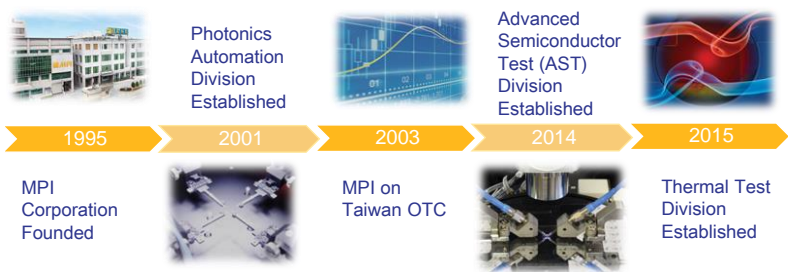 Photonics
Automation
Division
Established
Advanced
Semiconductor
Test (AST)
Division
Established
1995
2001
2003
2014
2015
MPI
Corporation
Founded
MPI on
Taiwan OTC
Thermal Test
Division
Established